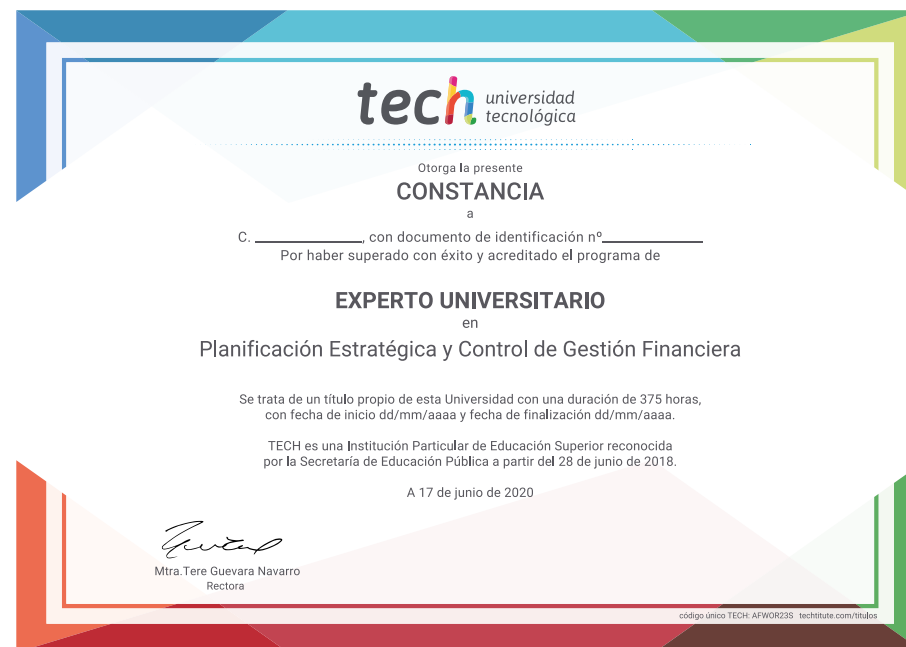 tech universidad
tecnológica
Otorga la presente
CONSTANCIA
a
C. ____________, con documento de identificación nº____________
Por haber superado con éxito y acreditado el programa de
EXPERTO UNIVERSITARIO
en
Planificación Estratégica y Control de Gestión Financiera
Se trata de un título propio de esta Universidad con una duración de 375 horas,
con fecha de inicio dd/mm/aaaa y fecha de finalización dd/mm/aaaa.
TECH es una Institución Particular de Educación Superior reconocida
por la Secretaría de Educación Pública a partir del 28 de junio de 2018.
A 17 de junio de 2020
Mtra.Tere Guevara Navarro
Rectora
código único TECH: AFWOR23S techtitute.com/titulos